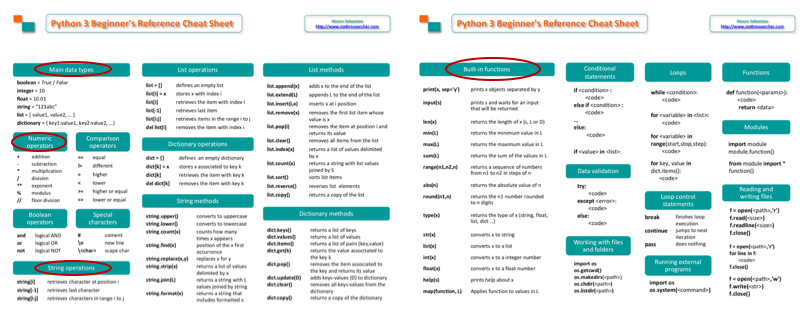 Python 3 Beginner's Reference Cheat Sheet
Alvaro Sebastian
http://www.sixthresearcher.com
Main data types
boolean = True / False
integer = 10
float = 10.01
string = "123abc"
list = [ value1, value2, ... ]
dictionary = { key1:value1, key2:value2, ...}
Numeric operators
+ addition
- subtraction
* multiplication
/ division
** exponent
% modulus
// floor division
Comparison operators
== equal
!= different
> higher
< lower
>= higher or equal
<= lower or equal
Boolean operators
and logical AND
or logical OR
not logical NOT
Special characters
# coment
\n new line
\<char> scape char
String operations
string[i] retrieves character at position i
string[-1] retrieves last character
string[i:j] retrieves characters in range i to j
List operations
list = [] defines an empty list
list[i] = x stores x with index i
list[i] retrieves the item with index i
list[-1] retrieves last item
list[i:j] retrieves items in the range i to j
del list[i] removes the item with index i
Dictionary operations
dict = {} defines an empty dictionary
dict[k] = x stores x associated to key k
dict[k] retrieves the item with key k
del dict[k] removes the item with key k
String methods
string.upper() converts to uppercase
string.lower() converts to lowercase
string.count(x) counts how many
times x appears
string.find(x) position of the x first
occurrence
string.replace(x,y) replaces x for y
string.strip(x) returns a list of values
delimited by x
string.join(L) returns a string with L
values joined by string
string.format(x) returns a string that
includes formatted x
List methods
list.append(x) adds x to the end of the list
list.extend(L) appends L to the end of the list
list.insert(i,x) inserts x at i position
list.remove(x) removes the first list item whose
value is x
list.pop(i) removes the item at position i and
returns its value
list.clear() removes all items from the list
list.index(x) returns a list of values delimited
by x
list.count(x) returns a string with list values
joined by S
list.sort() sorts list items
list.reverse() reverses list elements
list.copy() returns a copy of the list
Dictionary methods
dict.keys() returns a list of keys
dict.values() returns a list of values
dict.items() returns a list of pairs (key,value)
dict.get(k) returns the value associtated to
the key k
dict.pop() removes the item associated to
the key and returns its value
dict.update(D) adds keys-values (D) to dictionary
dict.clear() removes all keys-values from the
dictionary
dict.copy() returns a copy of the dictionary
Python 3 Beginner's Reference Cheat Sheet
Alvaro Sebastian
http://www.sixthresearcher.com
Built-in functions
print(x, sep='y') prints x objects separated by y
input(s) prints s and waits for an input
that will be returned
len(x) returns the length of x (s, L or D)
min(L) returns the minimum value in L
max(L) returns the maximum value in L
sum(L) returns the sum of the values in L
range(n1,n2,n) returns a sequence of numbers
from n1 to n2 in steps of n
abs(n) returns the absolute value of n
round(n1,n) returns the n1 number rounded
to n digits
type(x) returns the type of x (string, float,
list, dict ...)
str(x) converts x to string
list(x) converts x to a list
int(x) converts x to a integer number
float(x) converts x to a float number
help(s) prints help about x
map(function, L) Applies function to values in L
Conditional statements
if <condition> :
<code>
else if <condition> :
<code>
...
else:
<code>
if <value> in <list>:
Data validation
try:
<code>
except <error>:
<code>
else:
<code>
Working with files and folders
import os
os.getcwd()
os.makedirs(<path>)
os.chdir(<path>)
os.listdir(<path>)
Loops
while <condition>:
<code>
for <variable> in <list>:
<code>
for <variable> in
range(start,stop,step):
<code>
for key, value in
dict.items():
<code>
Loop control statements
break finishes loop
execution
continue jumps to next
iteration
pass does nothing
Running external programs
import os
os.system(<command>)
Functions
def function(<params>):
<code>
return <data>
Modules
import module
module.function()
from module import *
function()
Reading and writing files
f = open(<path>,'r')
f.read(<size>)
f.readline(<size>)
f.close()
f = open(<path>,'r')
for line in f:
<code>
f.close()
f = open(<path>,'w')
f.write(<str>)
f.close()